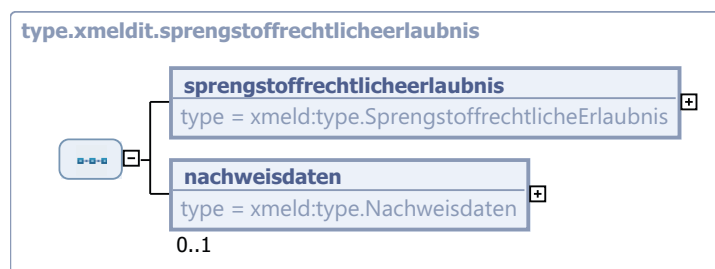 type.xmeldit.sprengstoffrechtlicheerlaubnis
sprengstoffrechtlicheerlaubnis
type = xmeld:type.SprengstoffrechtlicheErlaubnis
nachweisdaten
type = xmeld:type.Nachweisdaten
0..1